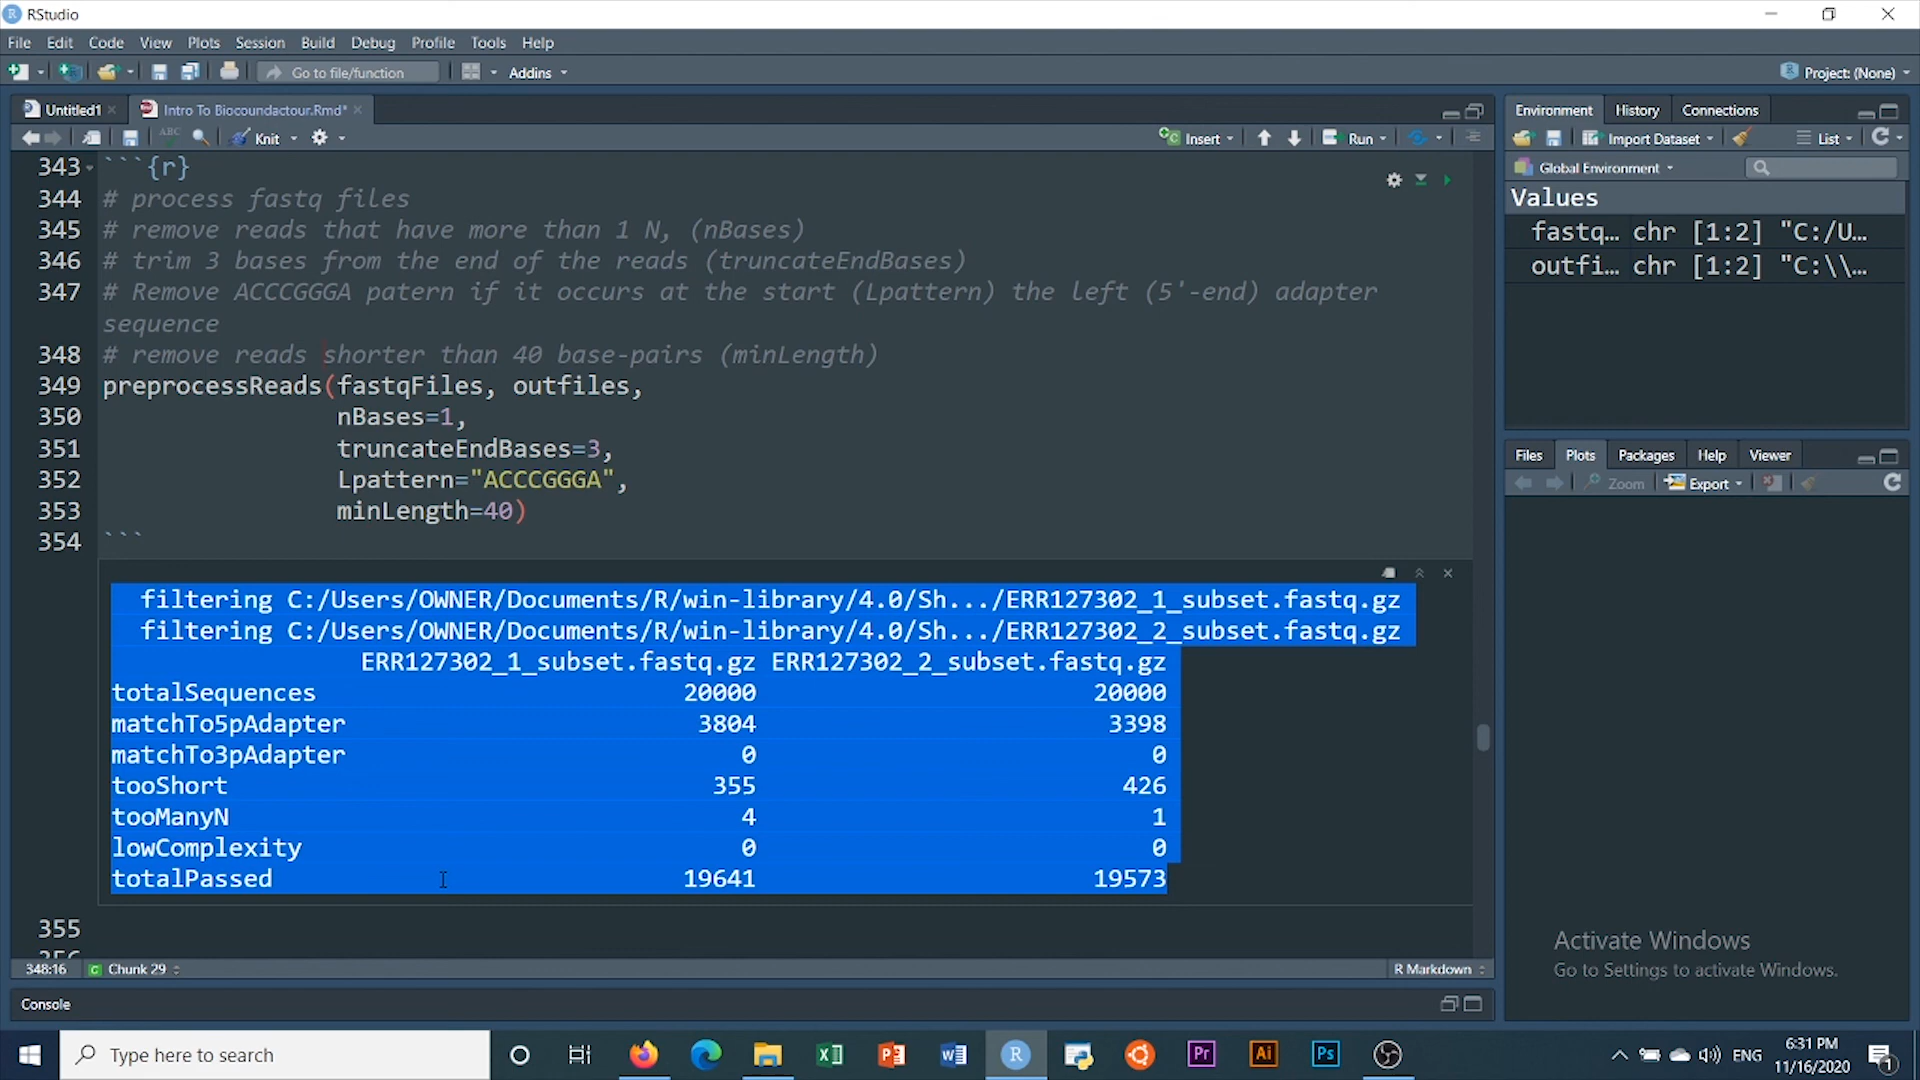 RStudio
File Edit Code View Plots Session Build Debug Profile Tools Help
Go to file/function Addins Project: (None)
Untitled1 Intro To Biocoundactour.Rmd*
ABC Knit Insert Run
343 ```{r}
344 # process fastq files
345 # remove reads that have more than 1 N, (nBases)
346 # trim 3 bases from the end of the reads (truncateEndBases)
347 # Remove ACCCGGGA patern if it occurs at the start (Lpattern) the left (5'-end) adapter
sequence
348 # remove reads shorter than 40 base-pairs (minLength)
349 preprocessReads(fastqFiles, outfiles,
350 nBases=1,
351 truncateEndBases=3,
352 Lpattern="ACCCGGGA",
353 minLength=40)
354 ```
filtering C:/Users/OWNER/Documents/R/win-library/4.0/Sh.../ERR127302_1_subset.fastq.gz
filtering C:/Users/OWNER/Documents/R/win-library/4.0/Sh.../ERR127302_2_subset.fastq.gz
ERR127302_1_subset.fastq.gz ERR127302_2_subset.fastq.gz
totalSequences 20000 20000
matchTo5pAdapter 3804 3398
matchTo3pAdapter 0 0
tooShort 355 426
tooManyN 4 1
lowComplexity 0 0
totalPassed 19641 19573
355
348:16 Chunk 29 R Markdown
Console
Environment History Connections
Import Dataset List
Global Environment
Values
fastq… chr [1:2] "C:/U…
outfi… chr [1:2] "C:\\…
Files Plots Packages Help Viewer
Zoom Export
Activate Windows
Go to Settings to activate Windows.
Type here to search
ENG 6:31 PM
11/16/2020
1